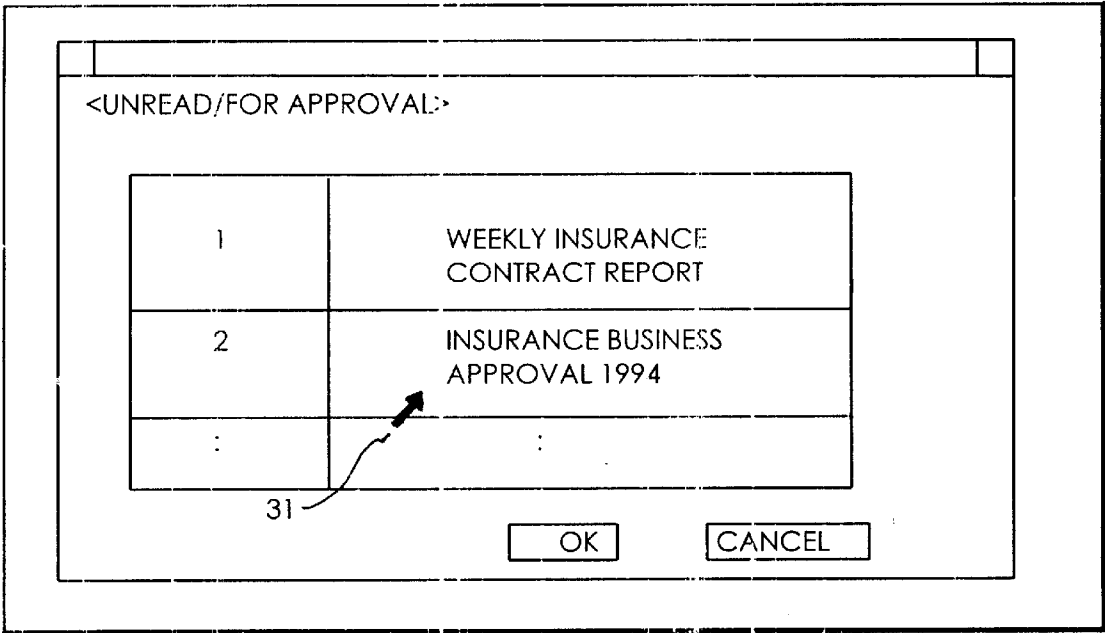 <UNREAD/FOR APPROVAL>
1 WEEKLY INSURANCE
CONTRACT REPORT
2 INSURANCE BUSINESS
APPROVAL 1994
: :
31
OK CANCEL